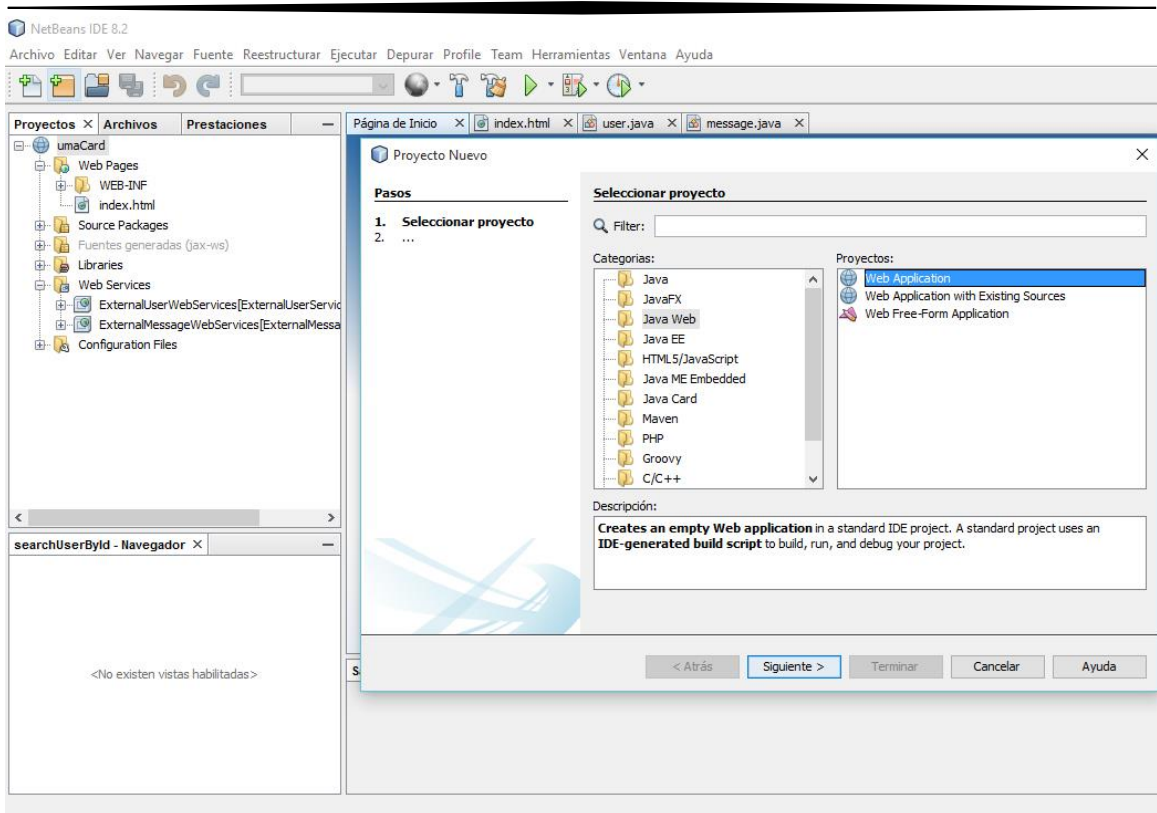 NetBeans IDE 8.2
Archivo Editar Ver Navegar Fuente Reestructurar Ejecutar Depurar Profile Team Herramientas Ventana Ayuda
Proyectos Archivos Prestaciones
umaCard
Web Pages
WEB-INF
index.html
Source Packages
Fuentes generadas (jax-ws)
Libraries
Web Services
ExternalUserWebServices[ExternalUserServic
ExternalMessageWebServices[ExternalMessa
Configuration Files
searchUserById - Navegador
<No existen vistas habilitadas>
Página de Inicio index.html user.java message.java
Proyecto Nuevo
Pasos
1. Seleccionar proyecto
2. ...
Seleccionar proyecto
Filter:
Categorias:
Java
JavaFX
Java Web
Java EE
HTML5/JavaScript
Java ME Embedded
Java Card
Maven
PHP
Groovy
C/C++
Proyectos:
Web Application
Web Application with Existing Sources
Web Free-Form Application
Descripción:
Creates an empty Web application in a standard IDE project. A standard project uses an
IDE-generated build script to build, run, and debug your project.
< Atrás Siguiente > Terminar Cancelar Ayuda